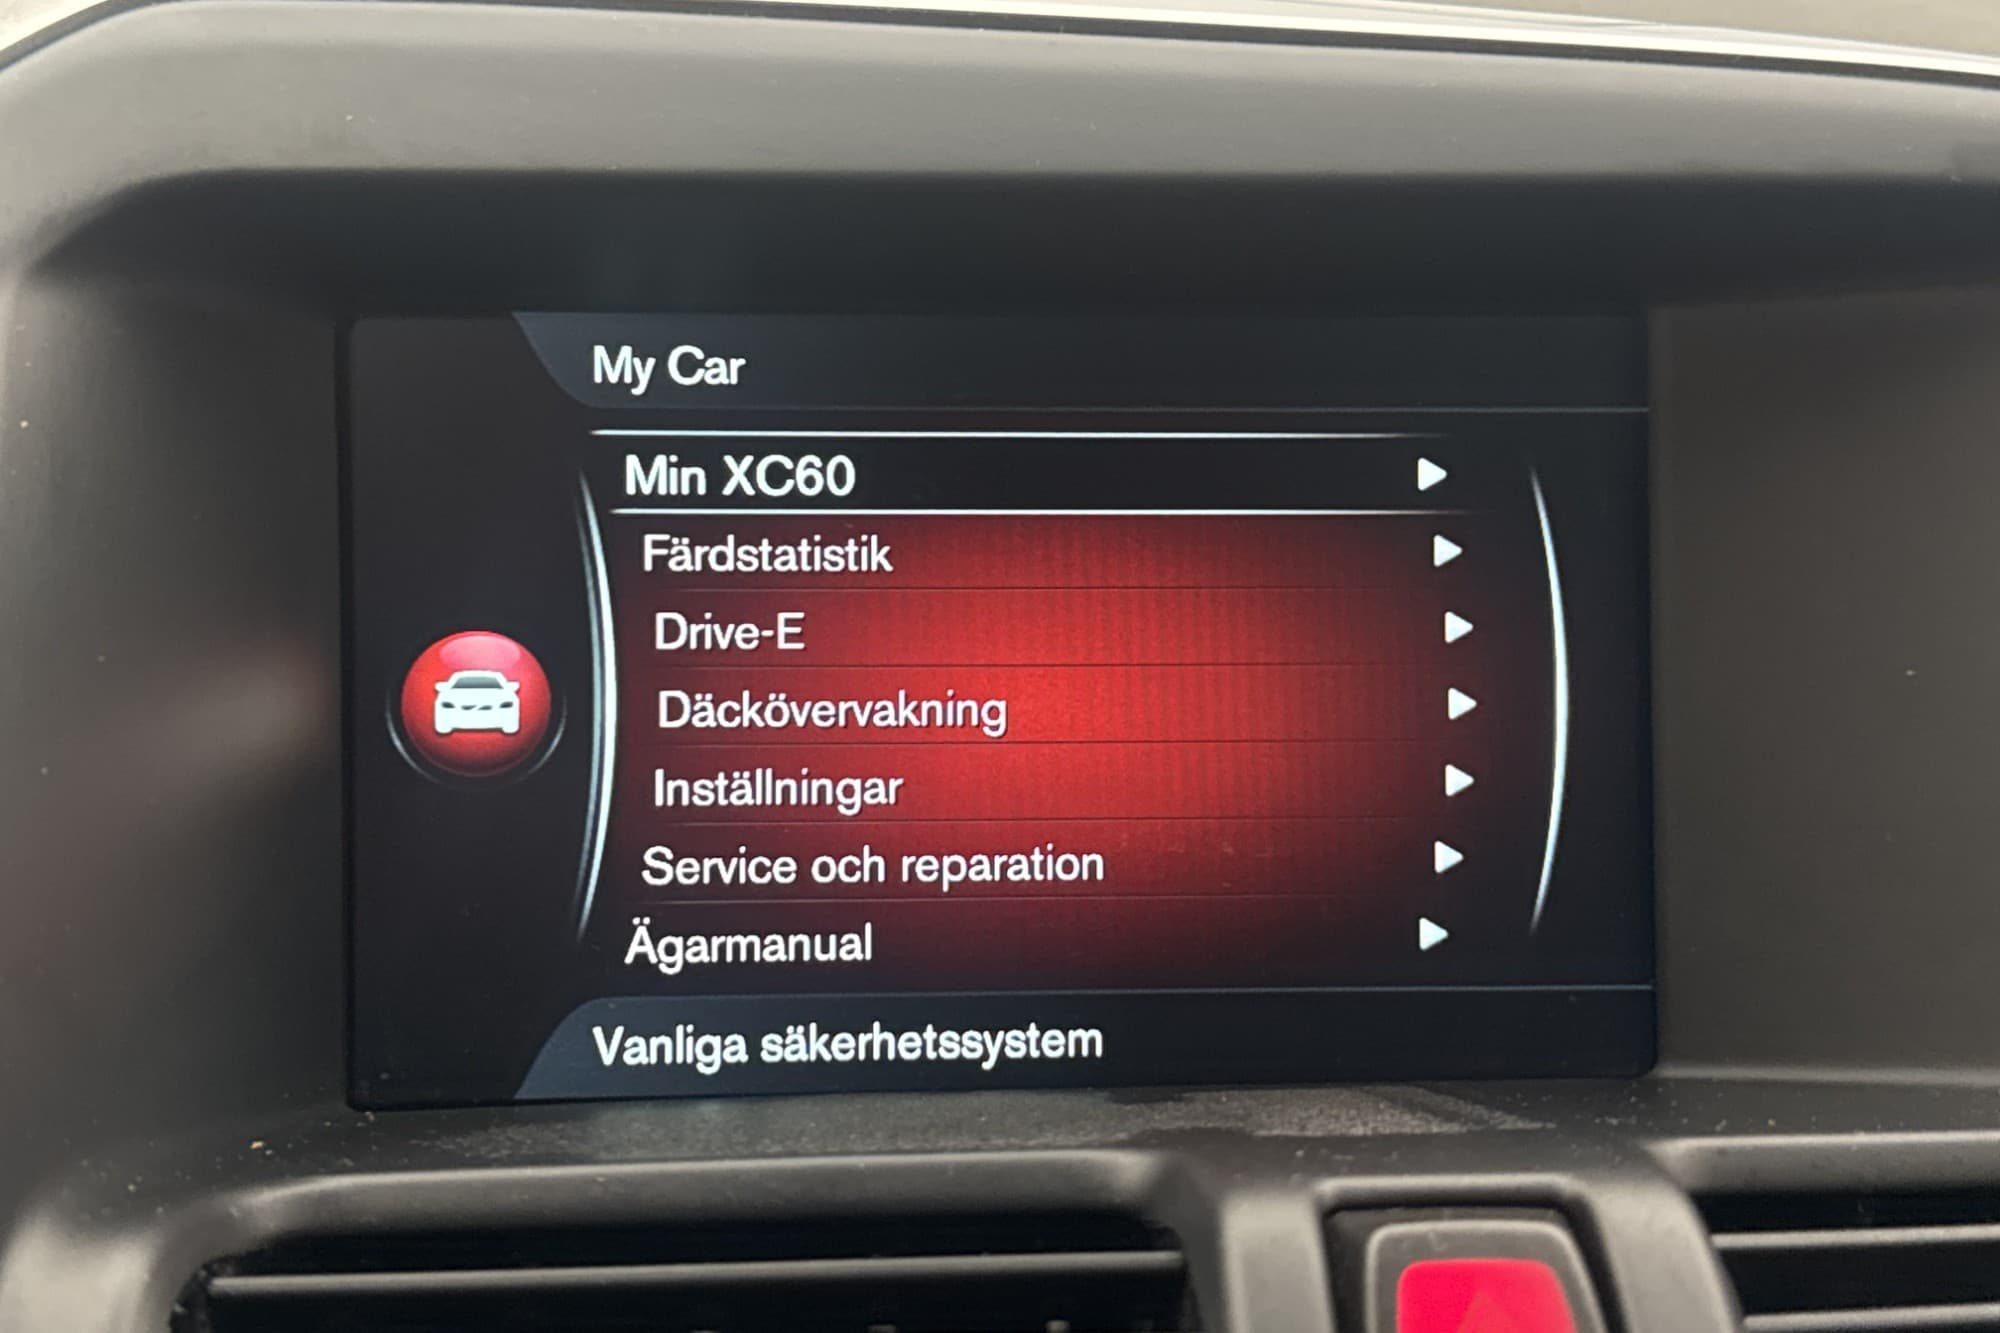 My Car
Min XC60
Färdstatistik
Drive-E
Däckövervakning
Inställningar
Service och reparation
Ägarmanual
Vanliga säkerhetssystem